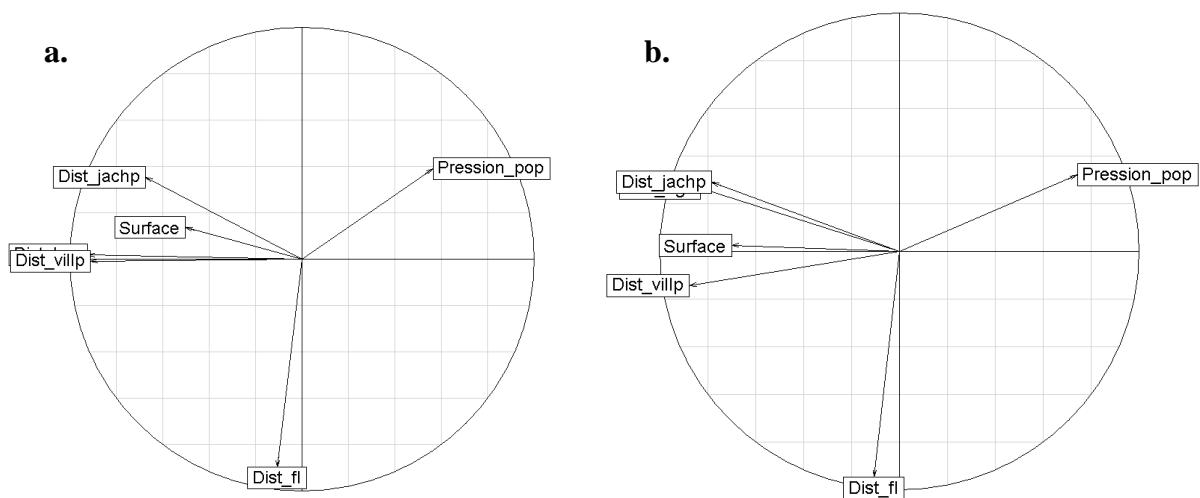 a.
Pression_pop
Dist_jachp
Surface
Dist_villp
Dist_fl
b.
Pression_pop
Dist_jachp
Surface
Dist_villp
Dist_fl